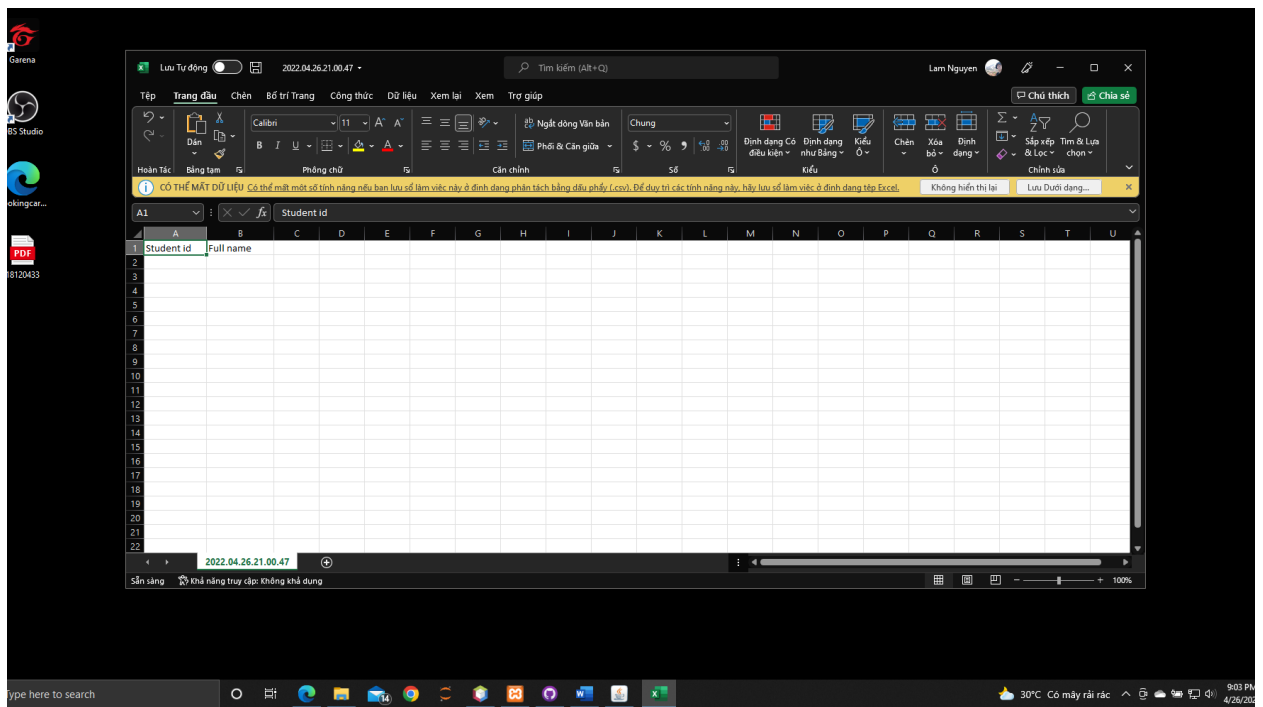 Garena
BS Studio
ookingcar...
PDF
18120433
Lưu Tự động
2022.04.26.21.00.47
Tìm kiếm (Alt+Q)
Lam Nguyen
Tệp Trang đầu Chèn Bố trí Trang Công thức Dữ liệu Xem lại Xem Trợ giúp
Chú thích Chia sẻ
Dán
Calibri 11
B I U
Ngắt dòng Văn bản
Phối & Căn giữa
Chung
Định dạng Có điều kiện
Định dạng như Bảng
Kiểu Ô
Chèn
Xóa bỏ
Định dạng
Sắp xếp & Lọc
Tìm & Lựa chọn
Hoàn Tác Bảng tạm Phông chữ Căn chỉnh Số Kiểu Ô Chỉnh sửa
CÓ THỂ MẤT DỮ LIỆU Có thể mất một số tính năng nếu bạn lưu sổ làm việc này ở định dạng phân tách bằng dấu phẩy (.csv). Để duy trì các tính năng này, hãy lưu sổ làm việc ở định dạng tệp Excel. Không hiển thị lại Lưu Dưới dạng...
A1 fx Student id
A B C D E F G H I J K L M N O P Q R S T U
1 Student id Full name
2
3
4
5
6
7
8
9
10
11
12
13
14
15
16
17
18
19
20
21
22
2022.04.26.21.00.47
Sẵn sàng Khả năng truy cập: Không khả dụng 100%
Type here to search
14
30°C Có mây rải rác
9:03 PM
4/26/202